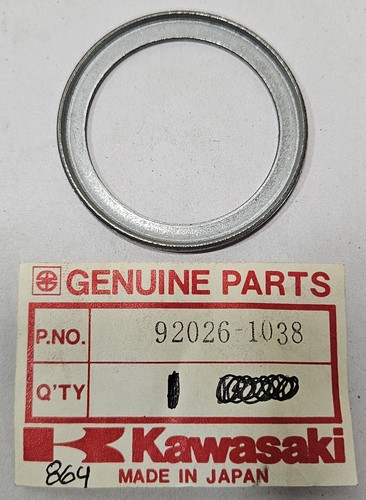 GENUINE PARTS
P.NO. 92026-1038
Q'TY 1
Kawasaki
864 MADE IN JAPAN